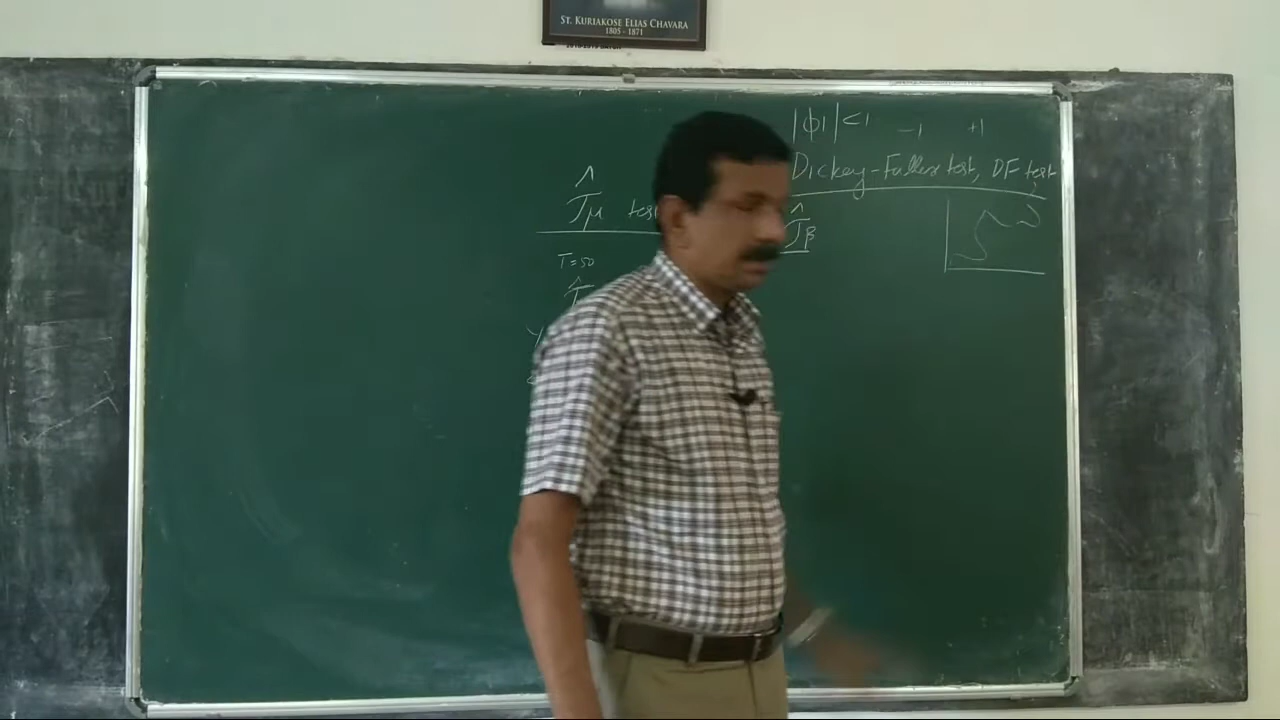 ST. KURIAKOSE ELIAS CHAVARA
1805 - 1871
|ϕ1| <1 -1 +1
Dickey-Fuller test, DF test
τ̂μ test
τ̂β
T=50
τ̂